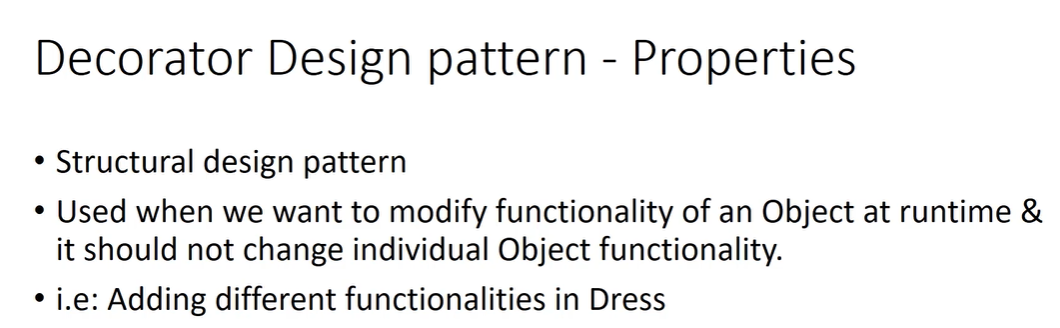 Decorator Design pattern - Properties
• Structural design pattern
• Used when we want to modify functionality of an Object at runtime &
it should not change individual Object functionality.
• i.e: Adding different functionalities in Dress